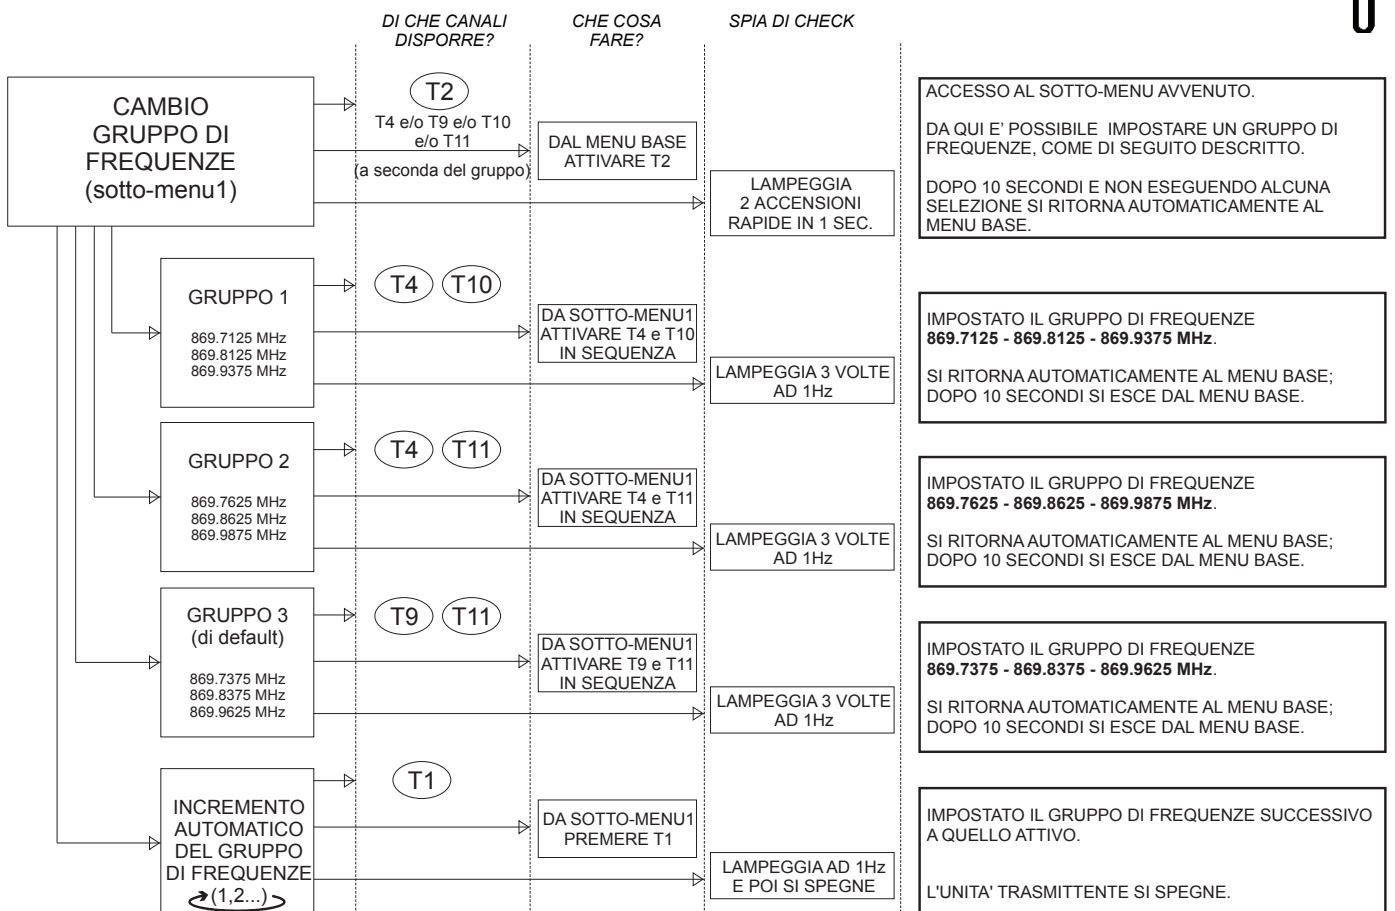 DI CHE CANALI
DISPORRE?
CHE COSA
FARE?
SPIA DI CHECK
CAMBIO
GRUPPO DI
FREQUENZE
(sotto-menu1)
T2
T4 e/o T9 e/o T10
e/o T11
(a seconda del gruppo)
DAL MENU BASE
ATTIVARE T2
LAMPEGGIA
2 ACCENSIONI
RAPIDE IN 1 SEC.
ACCESSO AL SOTTO-MENU AVVENUTO.
DA QUI E' POSSIBILE IMPOSTARE UN GRUPPO DI
FREQUENZE, COME DI SEGUITO DESCRITTO.
DOPO 10 SECONDI E NON ESEGUENDO ALCUNA
SELEZIONE SI RITORNA AUTOMATICAMENTE AL
MENU BASE.
GRUPPO 1
869.7125 MHz
869.8125 MHz
869.9375 MHz
T4 T10
DA SOTTO-MENU1
ATTIVARE T4 e T10
IN SEQUENZA
LAMPEGGIA 3 VOLTE
AD 1Hz
IMPOSTATO IL GRUPPO DI FREQUENZE
869.7125 - 869.8125 - 869.9375 MHz.
SI RITORNA AUTOMATICAMENTE AL MENU BASE;
DOPO 10 SECONDI SI ESCE DAL MENU BASE.
GRUPPO 2
869.7625 MHz
869.8625 MHz
869.9875 MHz
T4 T11
DA SOTTO-MENU1
ATTIVARE T4 e T11
IN SEQUENZA
LAMPEGGIA 3 VOLTE
AD 1Hz
IMPOSTATO IL GRUPPO DI FREQUENZE
869.7625 - 869.8625 - 869.9875 MHz.
SI RITORNA AUTOMATICAMENTE AL MENU BASE;
DOPO 10 SECONDI SI ESCE DAL MENU BASE.
GRUPPO 3
(di default)
869.7375 MHz
869.8375 MHz
869.9625 MHz
T9 T11
DA SOTTO-MENU1
ATTIVARE T9 e T11
IN SEQUENZA
LAMPEGGIA 3 VOLTE
AD 1Hz
IMPOSTATO IL GRUPPO DI FREQUENZE
869.7375 - 869.8375 - 869.9625 MHz.
SI RITORNA AUTOMATICAMENTE AL MENU BASE;
DOPO 10 SECONDI SI ESCE DAL MENU BASE.
INCREMENTO
AUTOMATICO
DEL GRUPPO
DI FREQUENZE
(1,2...)
T1
DA SOTTO-MENU1
PREMERE T1
LAMPEGGIA AD 1Hz
E POI SI SPEGNE
IMPOSTATO IL GRUPPO DI FREQUENZE SUCCESSIVO
A QUELLO ATTIVO.
L'UNITA' TRASMITTENTE SI SPEGNE.